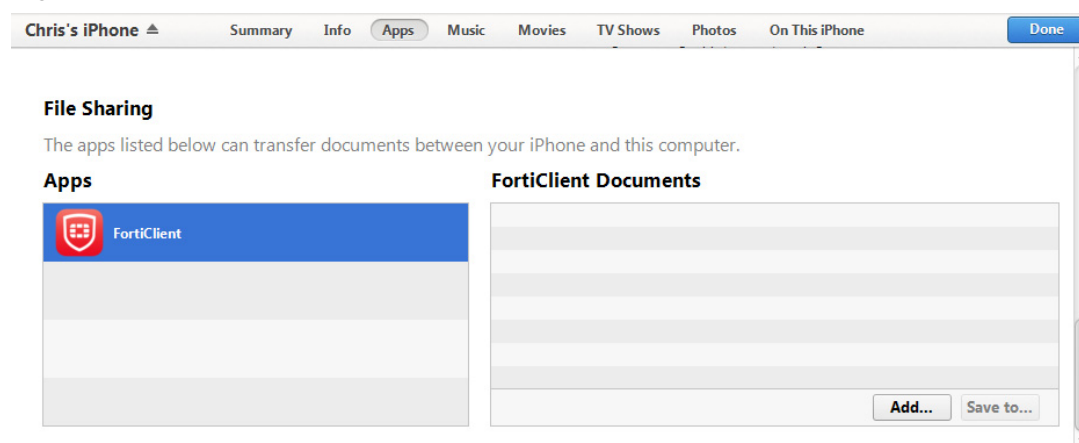 Chris's iPhone Summary Info Apps Music Movies TV Shows Photos On This iPhone Done
File Sharing
The apps listed below can transfer documents between your iPhone and this computer.
Apps FortiClient Documents
FortiClient
Add... Save to...